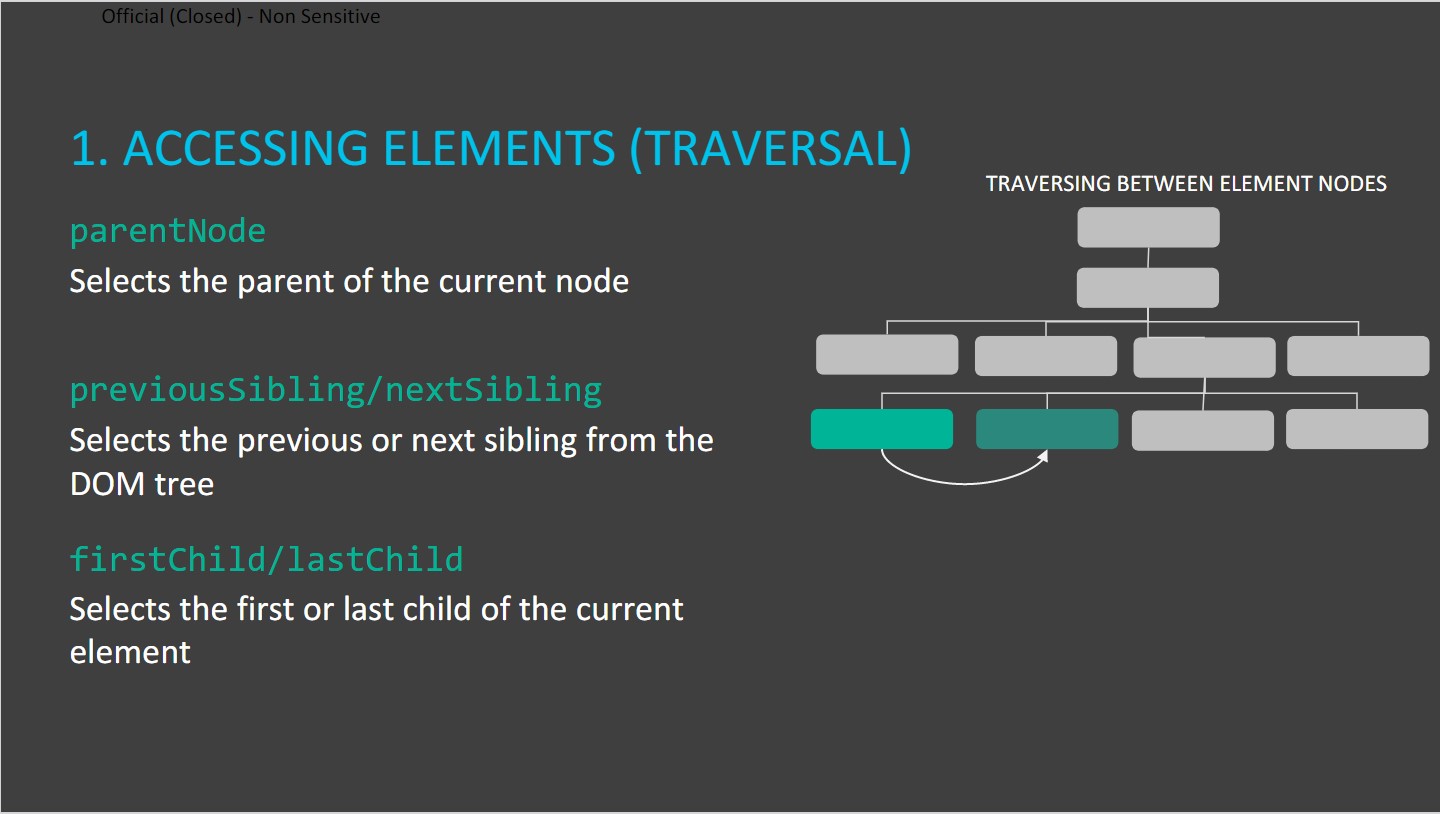 Official (Closed) - Non Sensitive
1. ACCESSING ELEMENTS (TRAVERSAL)
TRAVERSING BETWEEN ELEMENT NODES
parentNode
Selects the parent of the current node
previousSibling/nextSibling
Selects the previous or next sibling from the
DOM tree
firstChild/lastChild
Selects the first or last child of the current
element